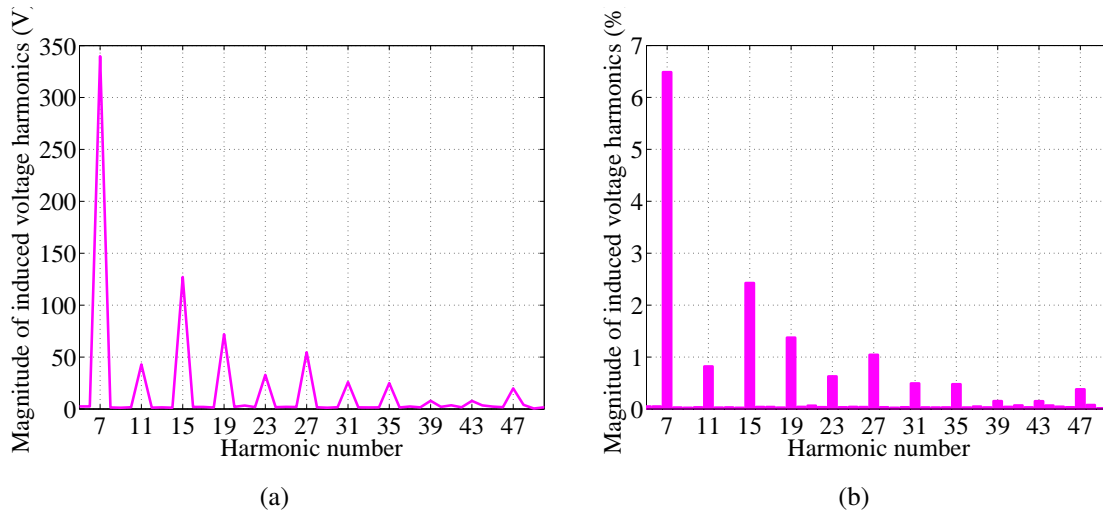 Magnitude of induced voltage harmonics (V)
350
300
250
200
150
100
50
0
7 11 15 19 23 27 31 35 39 43 47
Harmonic number
(a)
Magnitude of induced voltage harmonics (%
7
6
5
4
3
2
1
0
7 11 15 19 23 27 31 35 39 43 47
Harmonic number
(b)